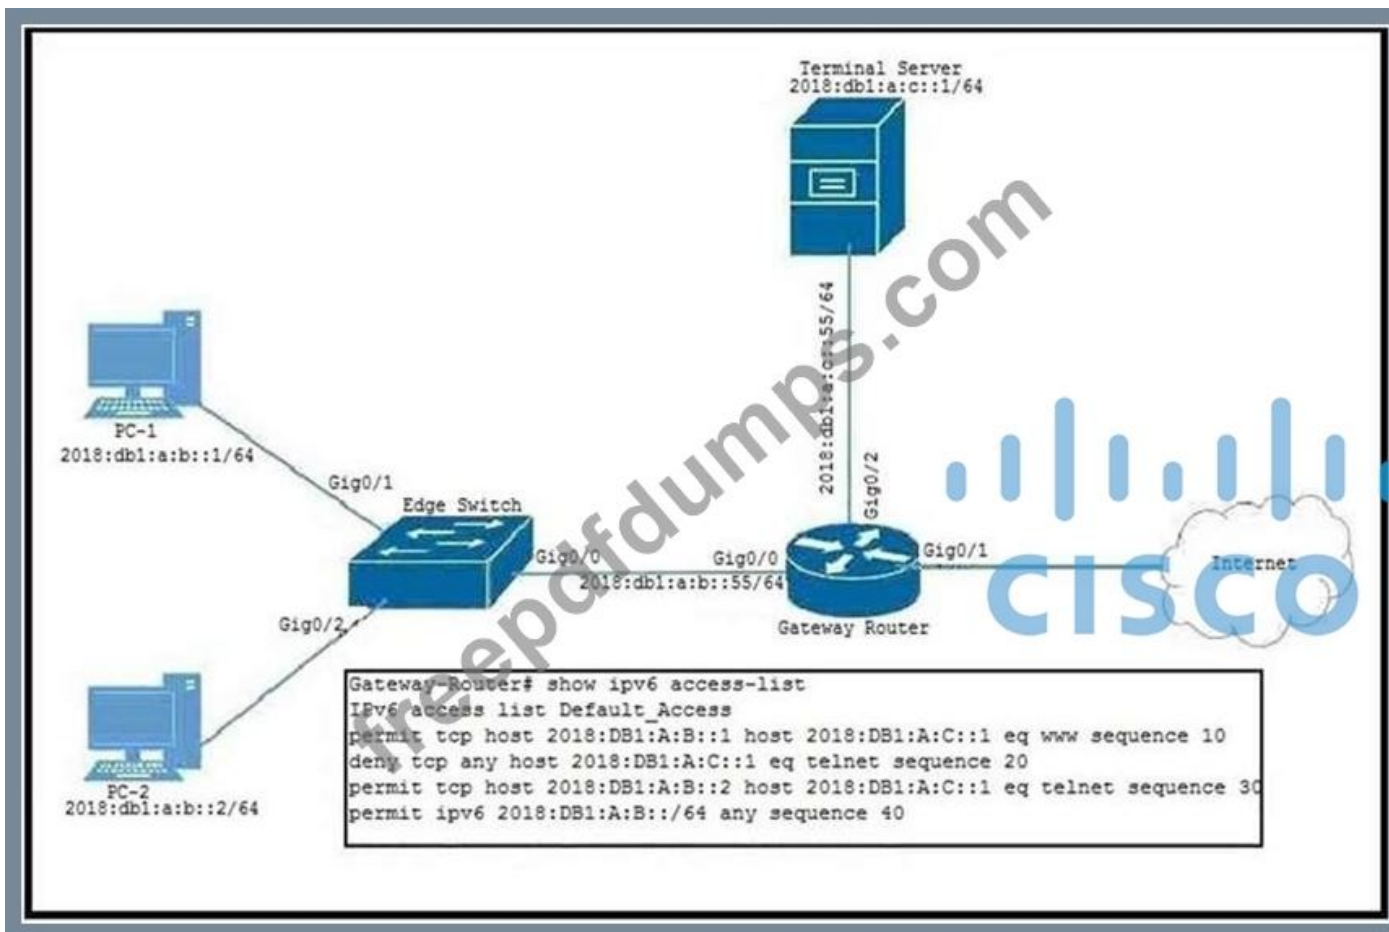 Terminal Server
2018:db1:a:c::1/64
2018:db1:a:c::55/64
Gig0/2
PC-1
2018:db1:a:b::1/64
Gig0/1
Edge Switch
Gig0/0
Gig0/0
2018:db1:a:b::55/64
Gig0/1
Internet
CISCO
Gateway Router
Gig0/2
PC-2
2018:db1:a:b::2/64
Gateway-Router# show ipv6 access-list
IPv6 access list Default_Access
permit tcp host 2018:DB1:A:B::1 host 2018:DB1:A:C::1 eq www sequence 10
deny tcp any host 2018:DB1:A:C::1 eq telnet sequence 20
permit tcp host 2018:DB1:A:B::2 host 2018:DB1:A:C::1 eq telnet sequence 30
permit ipv6 2018:DB1:A:B::/64 any sequence 40
freepdfdumps.com